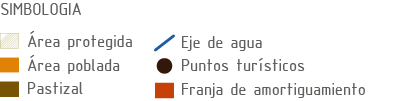 SIMBOLOGIA
Área protegida
Área poblada
Pastizal
Eje de agua
Puntos turísticos
Franja de amortiguamiento